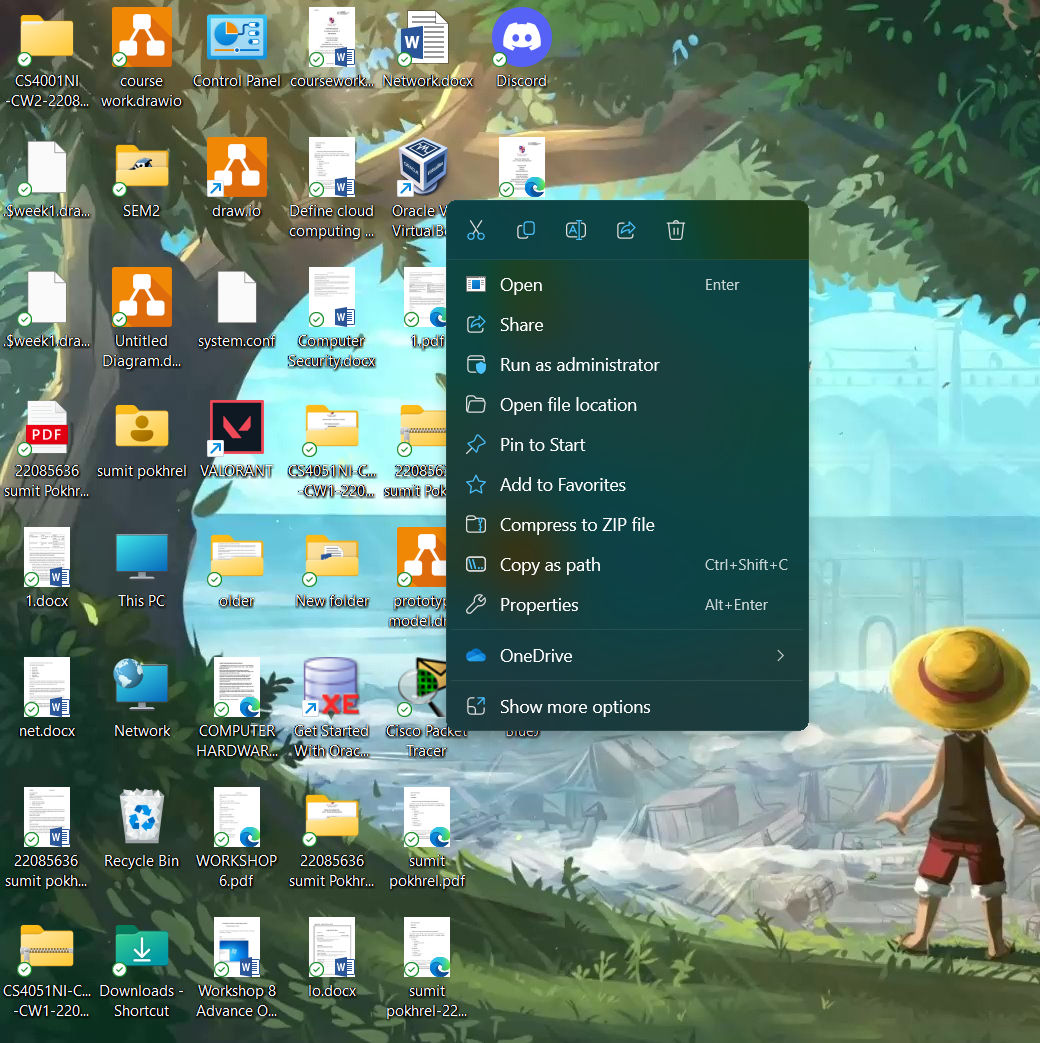 CS4001NI
-CW2-2208...
course
work.drawio
Control Panel
coursework...
Network.docx
Discord
.$week1.dra...
SEM2
draw.io
Define cloud
computing ...
Oracle V
Virtua B
.$week1.dra...
Untitled
Diagram.d...
system.conf
Computer
Security.docx
1.pdf
PDF
22085636
sumit Pokhr...
sumit pokhrel
VALORANT
CS4051NI-C...
-CW1-220...
220856
sumit Pok
1.docx
This PC
older
New folder
prototyp
model.dr
net.docx
Network
COMPUTER
HARDWAR...
XE
Get Started
With Orac...
Cisco Packet
Tracer
BlueJ
22085636
sumit pokh...
Recycle Bin
WORKSHOP
6.pdf
22085636
sumit Pokhr...
sumit
pokhrel.pdf
CS4051NI-C...
-CW1-220...
Downloads -
Shortcut
Workshop 8
Advance O...
lo.docx
sumit
pokhrel-22...
Open Enter
Share
Run as administrator
Open file location
Pin to Start
Add to Favorites
Compress to ZIP file
Copy as path Ctrl+Shift+C
Properties Alt+Enter
OneDrive
Show more options